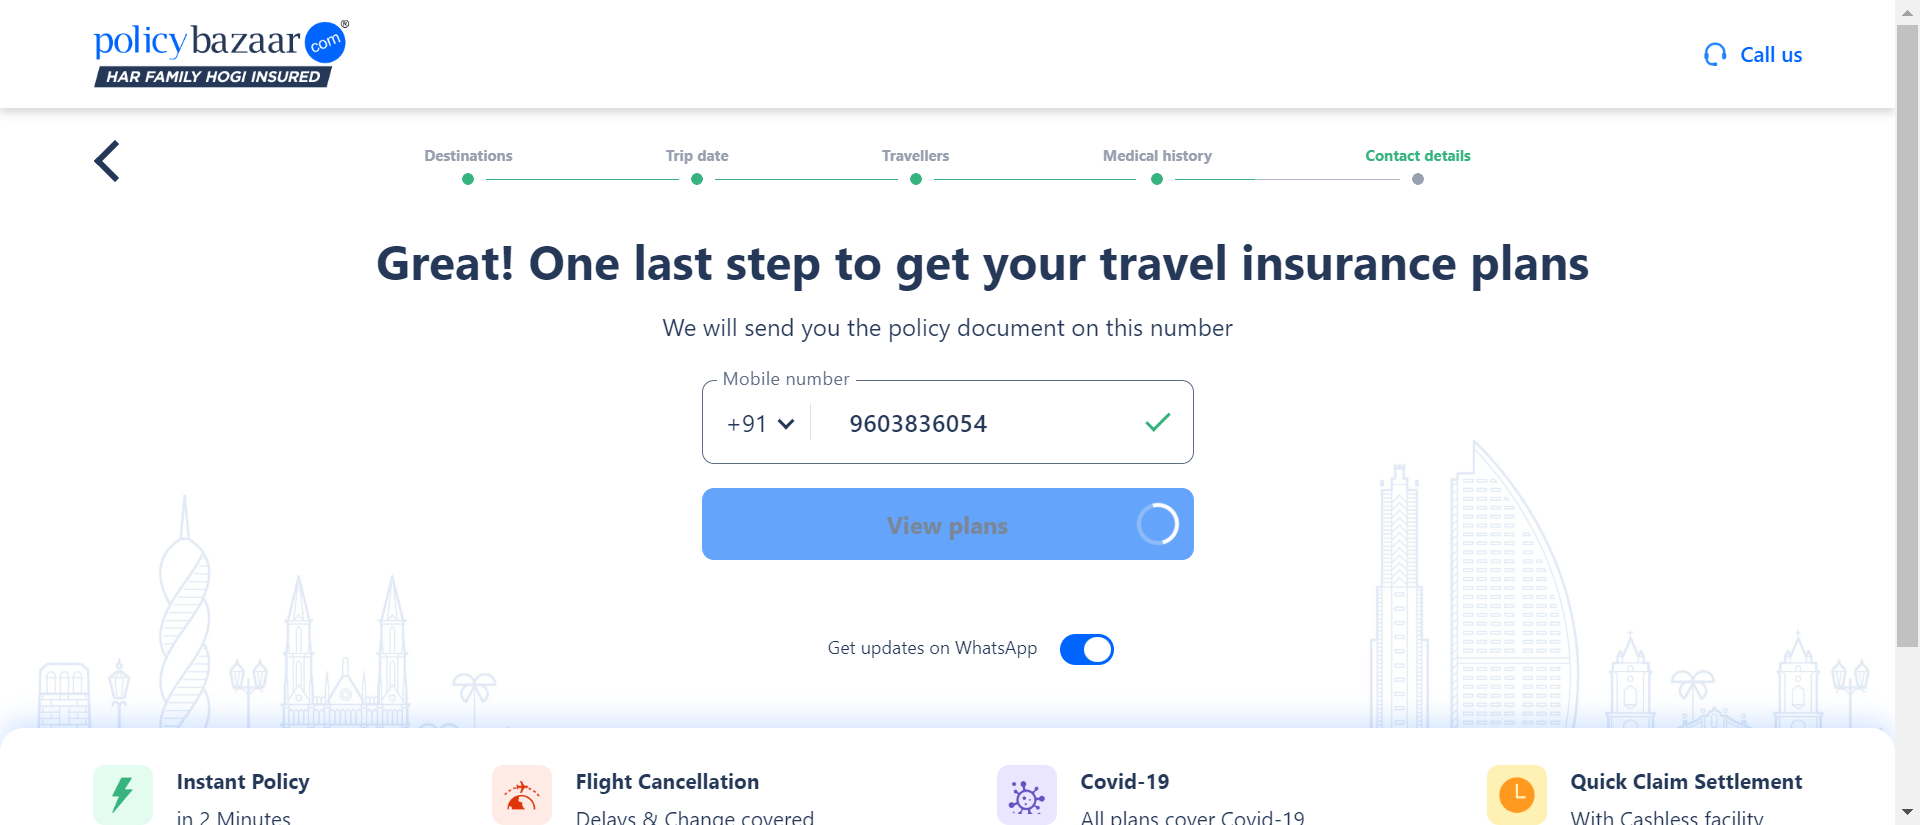 policybazaar com ®
HAR FAMILY HOGI INSURED
Call us
Destinations
Trip date
Travellers
Medical history
Contact details
Great! One last step to get your travel insurance plans
We will send you the policy document on this number
Mobile number
+91 9603836054
View plans
Get updates on WhatsApp
Instant Policy
in 2 Minutes
Flight Cancellation
Delays & Change covered
Covid-19
All plans cover Covid-19
Quick Claim Settlement
With Cashless facility